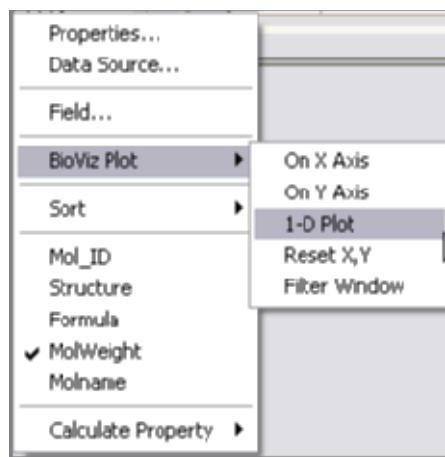 Properties...
Data Source...
Field...
BioViz Plot
Sort
Mol_ID
Structure
Formula
MolWeight
Molname
Calculate Property
On X Axis
On Y Axis
1-D Plot
Reset X,Y
Filter Window